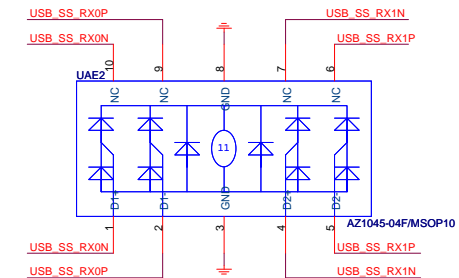 USB_SS_RX0P
USB_SS_RX1N
USB_SS_RX0N
USB_SS_RX1P
10 9 8 7 6
UAE2
NC NC GND NC NC
11
D1+ D1- GND D2+ D2-
AZ1045-04F/MSOP10
1 2 3 4 5
USB_SS_RX0N
USB_SS_RX1P
USB_SS_RX0P
USB_SS_RX1N